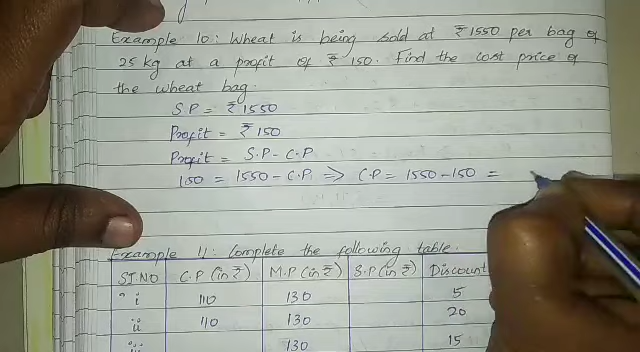 Example 10: Wheat is being sold at ₹1550 per bag of
25 kg at a profit of ₹ 150. Find the cost price of
the wheat bag.
S.P = ₹1550
Profit = ₹150
Profit = S.P - C.P
150 = 1550 - C.P. ⇒ C.P = 1550 - 150 =
Example 11: Complete the following table.
C.P (in ₹) M.P (in ₹) S.P (in ₹) Discount
i 110 130 5
ii 110 130 20
iii 130 15